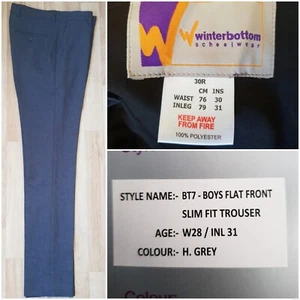 winterbottom
schoolwear
30R
CM INS
WAIST 76 30
INLEG 79 31
KEEP AWAY
FROM FIRE
100% POLYESTER
STYLE NAME:- BT7 - BOYS FLAT FRONT
SLIM FIT TROUSER
AGE:- W28 / INL 31
COLOUR:- H. GREY
Colour:-